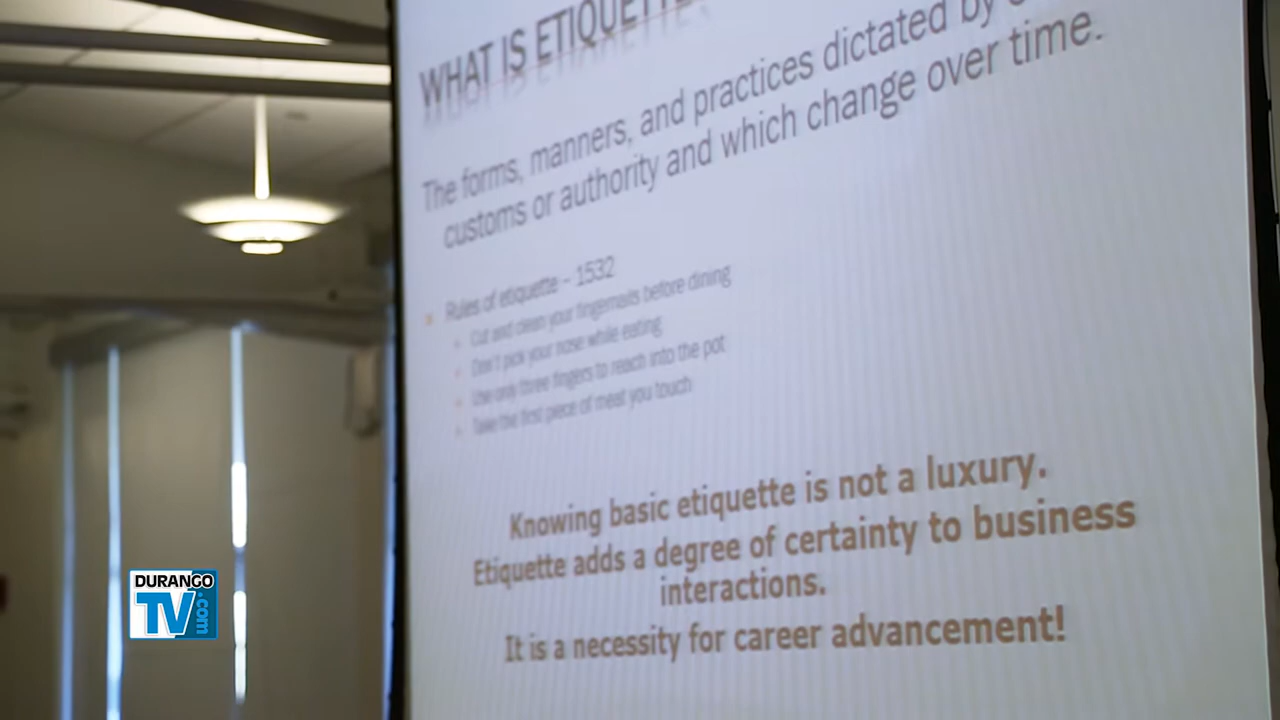 WHAT IS ETIQUETTE
The forms, manners, and practices dictated by
customs or authority and which change over time.
Rules of etiquette – 1532
Cut and clean your fingernails before dining
Don't pick your nose while eating
Use only three fingers to reach into the pot
Take the first piece of meat you touch
Knowing basic etiquette is not a luxury.
Etiquette adds a degree of certainty to business
interactions.
It is a necessity for career advancement!
DURANGO
TV.com